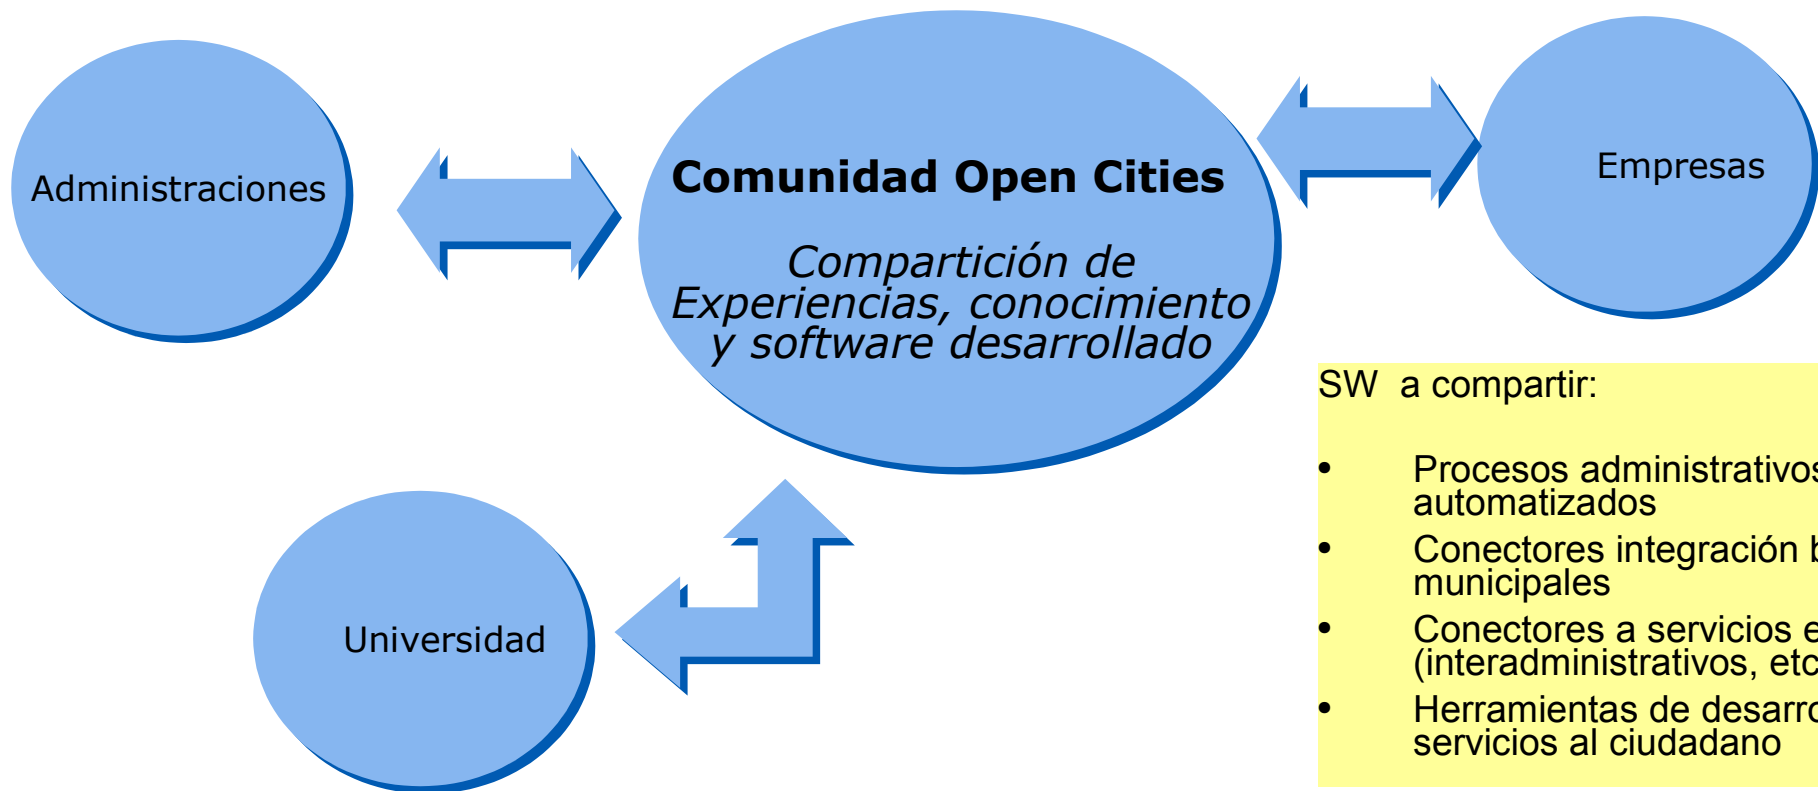 Administraciones
Comunidad Open Cities
Compartición de
Experiencias, conocimiento
y software desarrollado
Empresas
Universidad
SW a compartir:
• Procesos administrativos
automatizados
• Conectores integración
municipales
• Conectores a servicios
(interadministrativos, etc
• Herramientas de
servicios al ciudadano